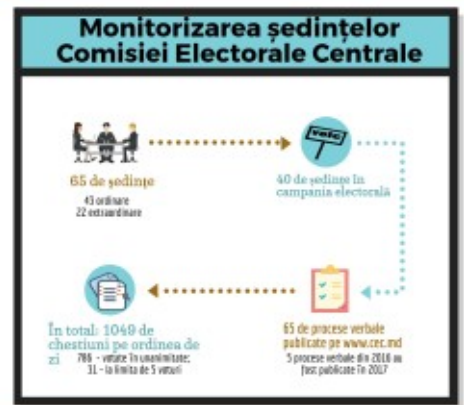 Monitorizarea ședințelor
Comisiei Electorale Centrale
65 de ședințe
43 ordinare
22 extraordinare
vote
40 de ședințe în
campania electorală
65 de procese verbale
publicate pe www.cec.md
5 procese verbale din 2016 au
fost publicate în 2017
În total: 1049 de
chestiuni pe ordinea de
zi
786 - votate în unanimitate;
31 - la limita de 5 voturi